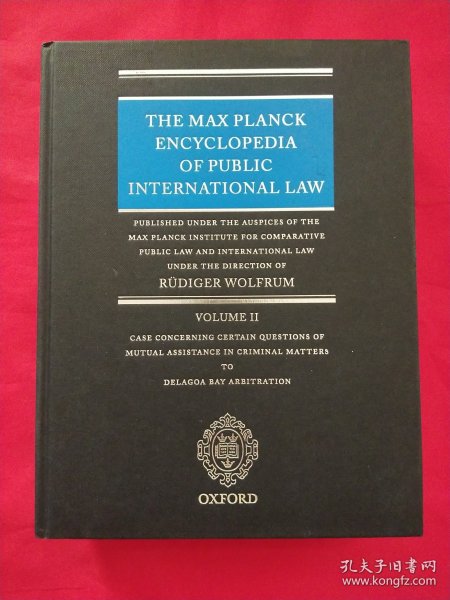 THE MAX PLANCK
ENCYCLOPEDIA
OF PUBLIC
INTERNATIONAL LAW
PUBLISHED UNDER THE AUSPICES OF THE
MAX PLANCK INSTITUTE FOR COMPARATIVE
PUBLIC LAW AND INTERNATIONAL LAW
UNDER THE DIRECTION OF
RÜDIGER WOLFRUM
VOLUME II
CASE CONCERNING CERTAIN QUESTIONS OF
MUTUAL ASSISTANCE IN CRIMINAL MATTERS
TO
DELAGOA BAY ARBITRATION
OXFORD
孔夫子旧书网
www.kongfz.com